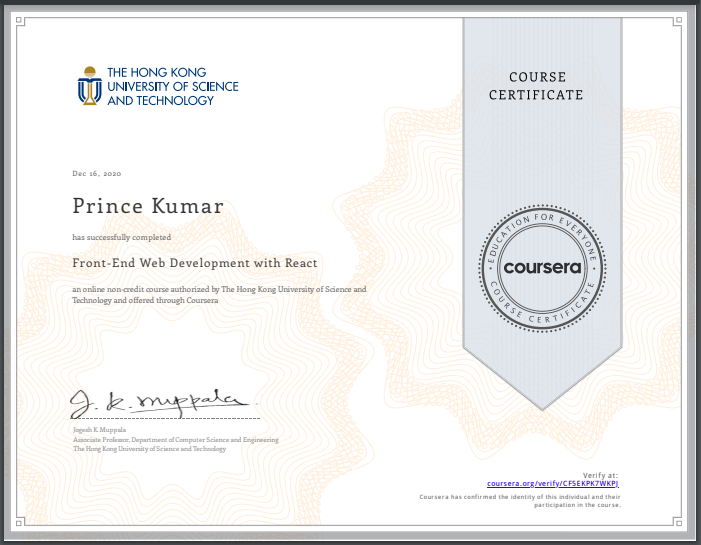 THE HONG KONG
UNIVERSITY OF SCIENCE
AND TECHNOLOGY
COURSE
CERTIFICATE
Dec 16, 2020
Prince Kumar
has successfully completed
Front-End Web Development with React
an online non-credit course authorized by The Hong Kong University of Science and
Technology and offered through Coursera
EDUCATION FOR EVERYONE
coursera
COURSE CERTIFICATE
J. K. Muppala
Jogesh K. Muppala
Associate Professor, Department of Computer Science and Engineering
The Hong Kong University of Science and Technology
Verify at:
coursera.org/verify/CF5EKPK7WKPJ
Coursera has confirmed the identity of this individual and their
participation in the course.